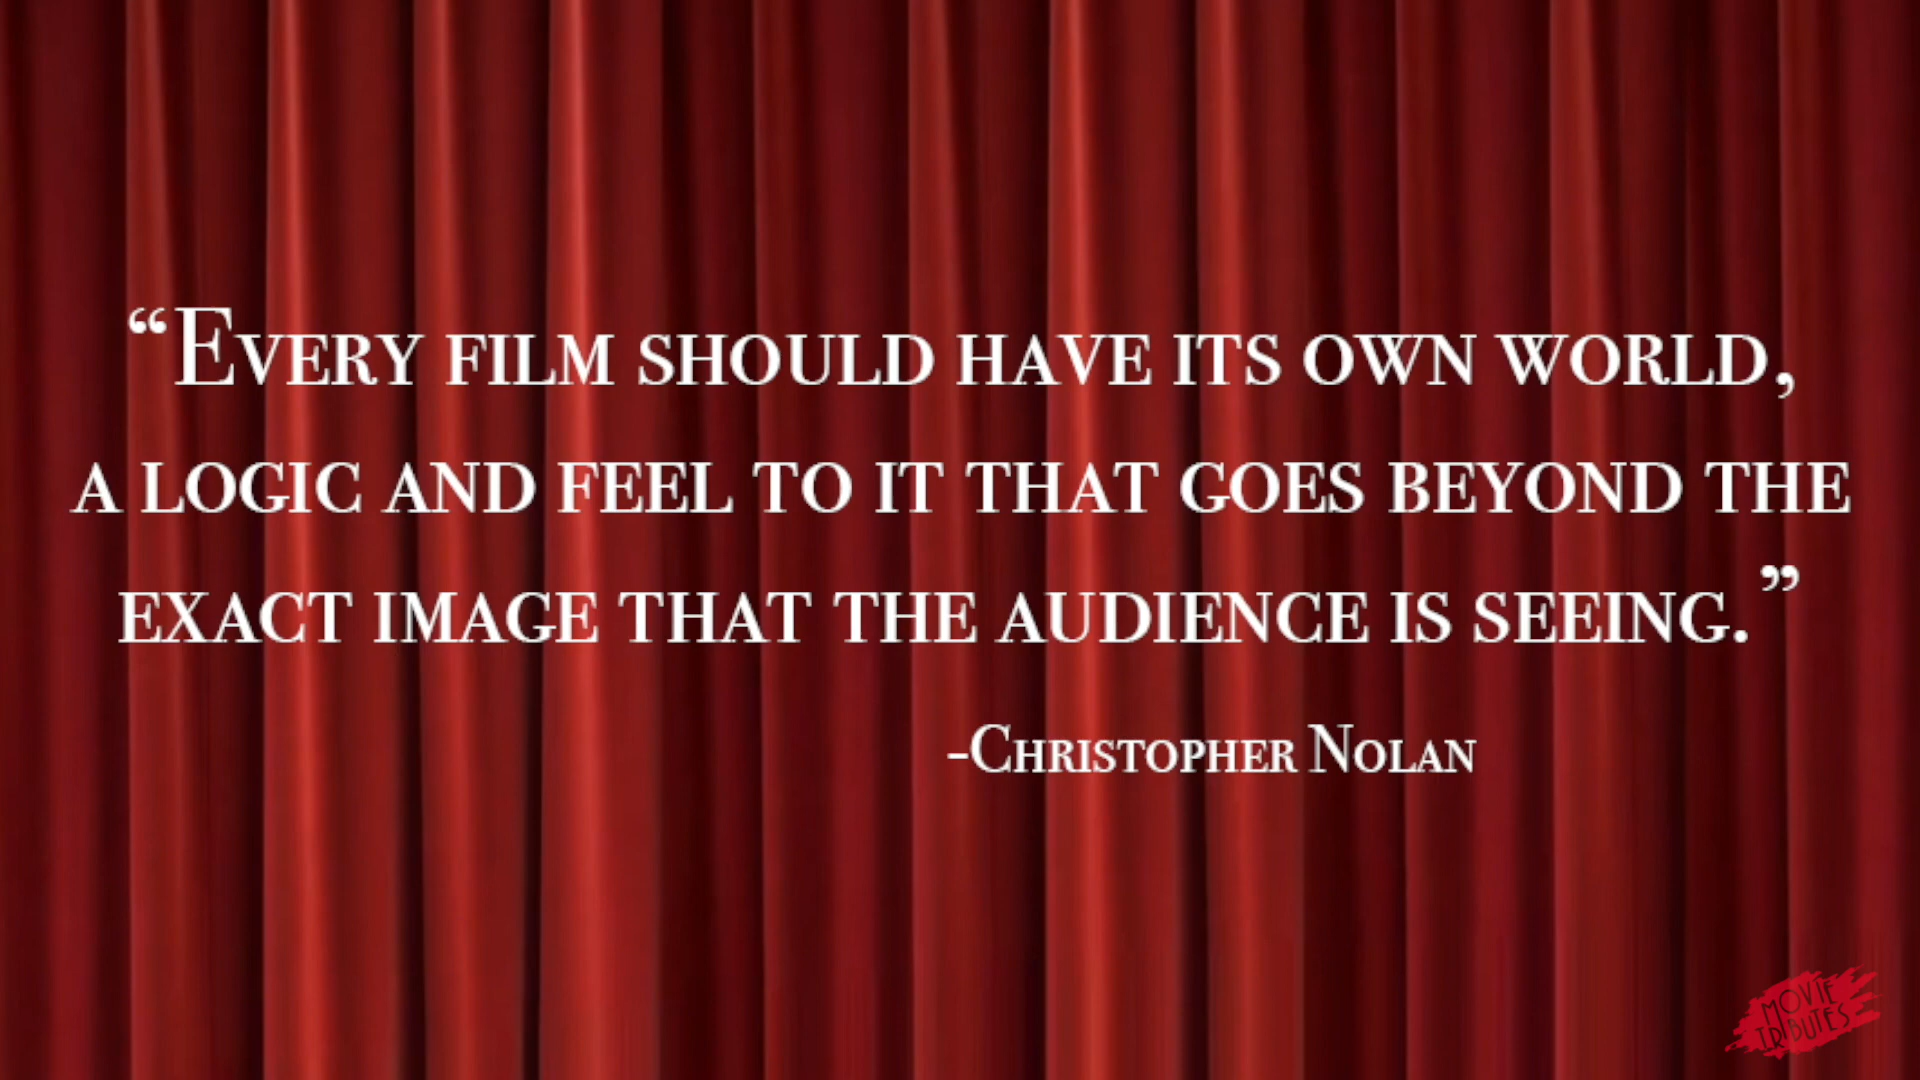 “Every film should have its own world,
a logic and feel to it that goes beyond the
exact image that the audience is seeing.”
-Christopher Nolan
MOVIE
TRIBUTES